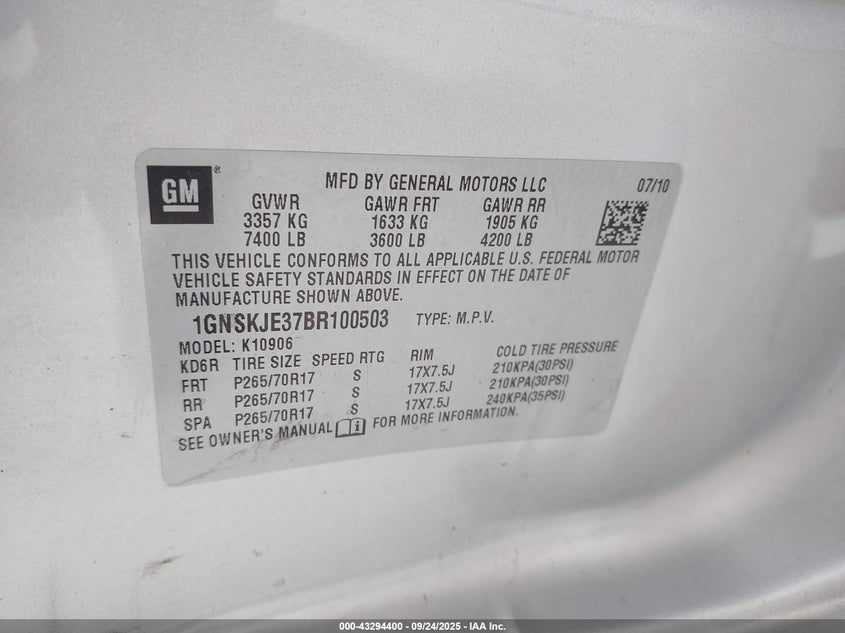 GM ®
MFD BY GENERAL MOTORS LLC 07/10
GVWR GAWR FRT GAWR RR
3357 KG 1633 KG 1905 KG
7400 LB 3600 LB 4200 LB
THIS VEHICLE CONFORMS TO ALL APPLICABLE U.S. FEDERAL MOTOR
VEHICLE SAFETY STANDARDS IN EFFECT ON THE DATE OF
MANUFACTURE SHOWN ABOVE.
1GNSKJE37BR100503 TYPE: M.P.V.
MODEL: K10906
KD6R TIRE SIZE SPEED RTG RIM COLD TIRE PRESSURE
FRT P265/70R17 S 17X7.5J 210KPA(30PSI)
RR P265/70R17 S 17X7.5J 210KPA(30PSI)
SPA P265/70R17 S 17X7.5J 240KPA(35PSI)
SEE OWNER'S MANUAL i FOR MORE INFORMATION.
000-43294400 - 09/24/2025 - IAA Inc.